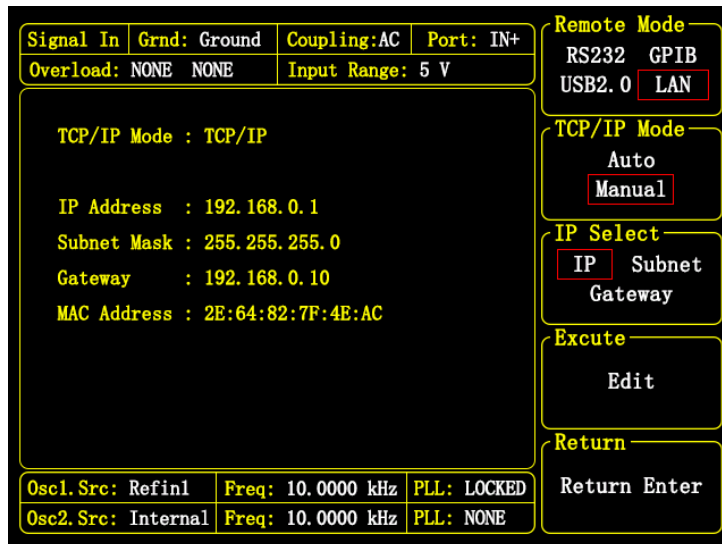 Signal In Grnd: Ground Coupling:AC Port: IN+
Overload: NONE NONE Input Range: 5 V
TCP/IP Mode : TCP/IP
IP Address : 192.168.0.1
Subnet Mask : 255.255.255.0
Gateway : 192.168.0.10
MAC Address : 2E:64:82:7F:4E:AC
Osc1.Src: Refin1 Freq: 10.0000 kHz PLL: LOCKED
Osc2.Src: Internal Freq: 10.0000 kHz PLL: NONE
Remote Mode
RS232 GPIB
USB2.0 LAN
TCP/IP Mode
Auto
Manual
IP Select
IP Subnet
Gateway
Excute
Edit
Return
Return Enter